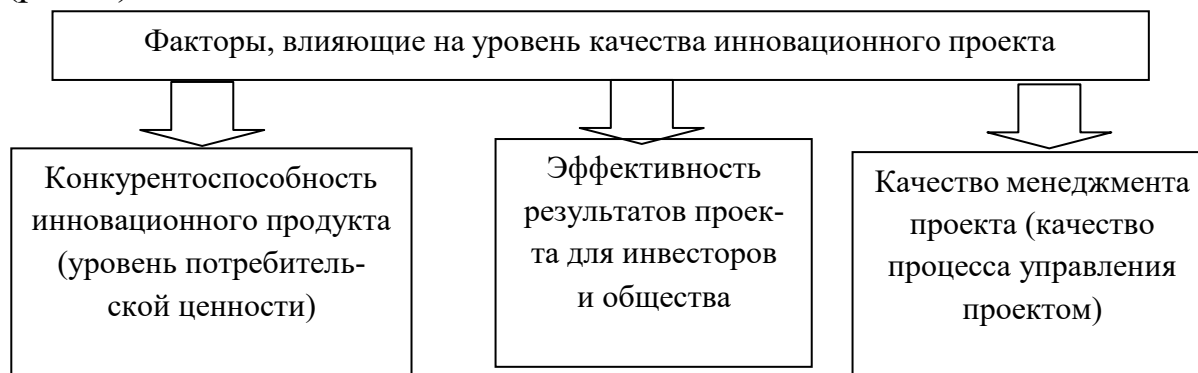 Факторы, влияющие на уровень качества инновационного проекта
Конкурентоспособность
инновационного продукта
(уровень потребитель-
ской ценности)
Эффективность
результатов проек-
та для инвесторов
и общества
Качество менеджмента
проекта (качество
процесса управления
проектом)